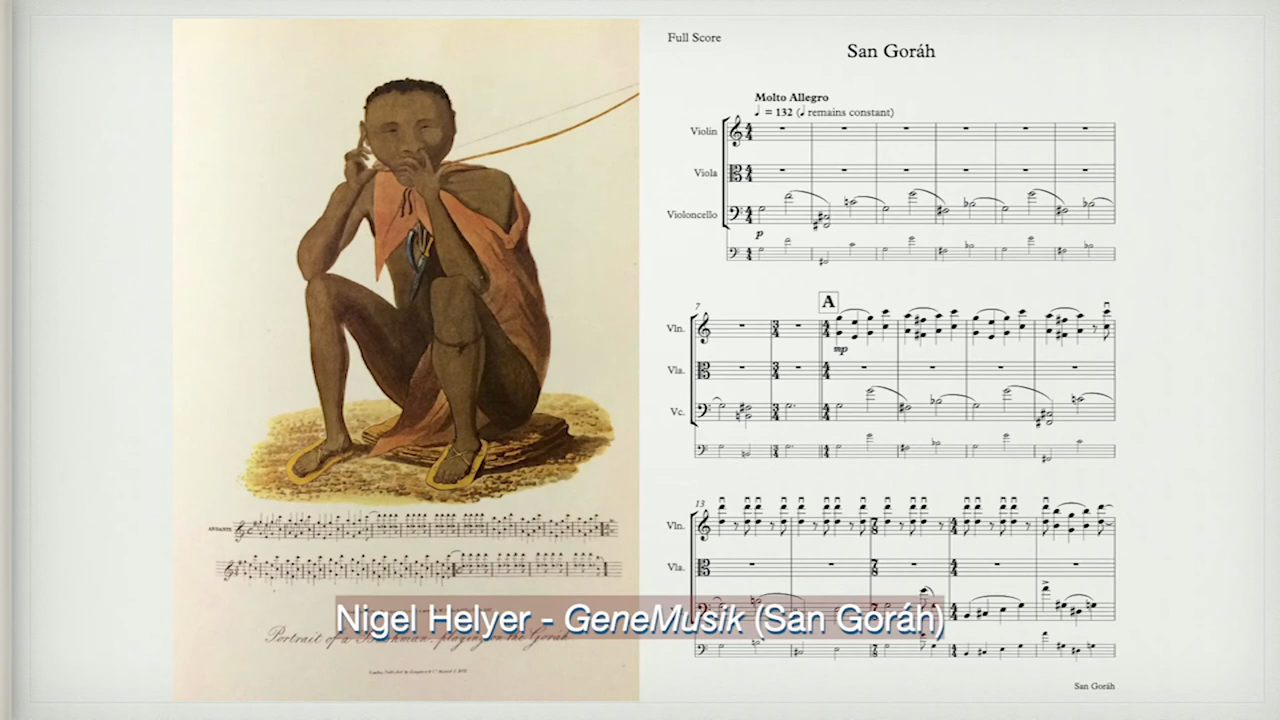 Full Score
San Goráh
Molto Allegro
♩ = 132 (♩ remains constant)
Violin
Viola
Violoncello
p
7
A
Vln.
mp
Vla.
Vc.
13
Vln.
Vla.
ANDANTE
Nigel Helyer - GeneMusik (San Goráh)
Portrait of a Bushman, playing on the Gorah.
San Goráh